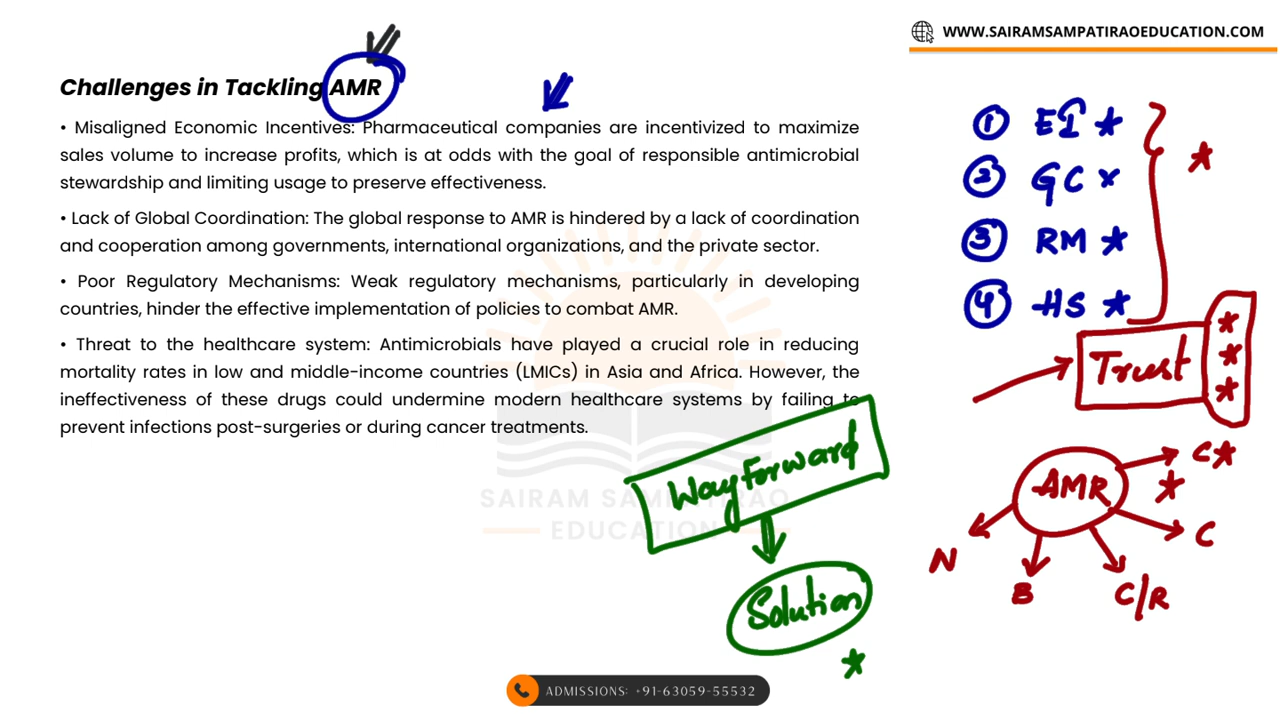 WWW.SAIRAMSAMPATIRAOEDUCATION.COM
Challenges in Tackling AMR
• Misaligned Economic Incentives: Pharmaceutical companies are incentivized to maximize
sales volume to increase profits, which is at odds with the goal of responsible antimicrobial
stewardship and limiting usage to preserve effectiveness.
• Lack of Global Coordination: The global response to AMR is hindered by a lack of coordination
and cooperation among governments, international organizations, and the private sector.
• Poor Regulatory Mechanisms: Weak regulatory mechanisms, particularly in developing
countries, hinder the effective implementation of policies to combat AMR.
• Threat to the healthcare system: Antimicrobials have played a crucial role in reducing
mortality rates in low and middle-income countries (LMICs) in Asia and Africa. However, the
ineffectiveness of these drugs could undermine modern healthcare systems by failing to
prevent infections post-surgeries or during cancer treatments.
① EI
② GC
③ RM
④ HS
Trust
AMR
C
C
C/R
B
N
Way forward
Solution
SAIRAM SAMPATIRAO
EDUCATION
ADMISSIONS: +91-63059-55532